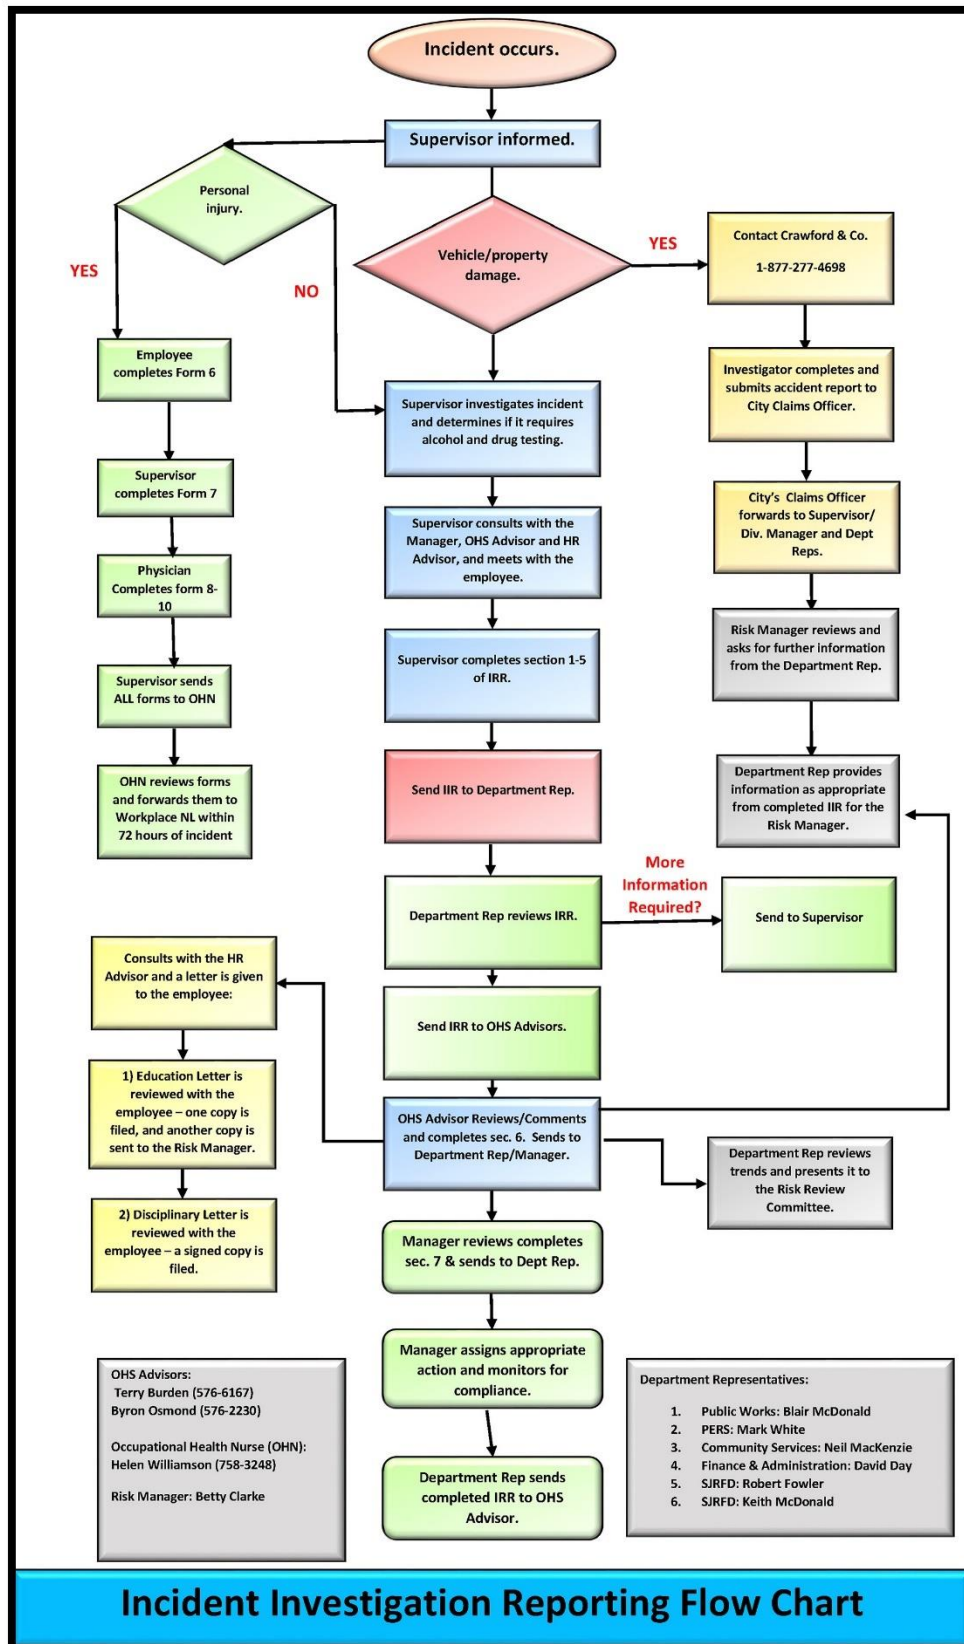 Incident occurs.
Supervisor informed.
Personal
injury.
Vehicle/property
damage.
YES
Contact Crawford & Co.
1-877-277-4698
YES
NO
Employee
completes Form 6
Investigator completes and
submits accident report to
City Claims Officer.
Supervisor investigates incident
and determines if it requires
alcohol and drug testing.
Supervisor
completes Form 7
City's Claims Officer
forwards to Supervisor/
Div. Manager and Dept
Reps.
Supervisor consults with the
Manager, OHS Advisor and HR
Advisor, and meets with the
employee.
Physician
Completes form 8-
10
Risk Manager reviews and
asks for further information
from the Department Rep.
Supervisor completes section 1-5
of IRR.
Supervisor sends
ALL forms to OHN
OHN reviews forms
and forwards them to
Workplace NL within
72 hours of incident
Send IIR to Department Rep.
Department Rep provides
information as appropriate
from completed IIR for the
Risk Manager.
More
Information
Required?
Department Rep reviews IRR.
Send to Supervisor
Consults with the HR
Advisor and a letter is given
to the employee:
Send IRR to OHS Advisors.
1) Education Letter is
reviewed with the
employee – one copy is
filed, and another copy is
sent to the Risk Manager.
OHS Advisor Reviews/Comments
and completes sec. 6. Sends to
Department Rep/Manager.
Department Rep reviews
trends and presents it to
the Risk Review
Committee.
2) Disciplinary Letter is
reviewed with the
employee – a signed copy is
filed.
Manager reviews completes
sec. 7 & sends to Dept Rep.
Manager assigns appropriate
action and monitors for
compliance.
Department Rep sends
completed IRR to OHS
Advisor.
OHS Advisors:
Terry Burden (576-6167)
Byron Osmond (576-2230)
Occupational Health Nurse (OHN):
Helen Williamson (758-3248)
Risk Manager: Betty Clarke
Department Representatives:
1. Public Works: Blair McDonald
2. PERS: Mark White
3. Community Services: Neil MacKenzie
4. Finance & Administration: David Day
5. SJRFD: Robert Fowler
6. SJRFD: Keith McDonald
Incident Investigation Reporting Flow Chart